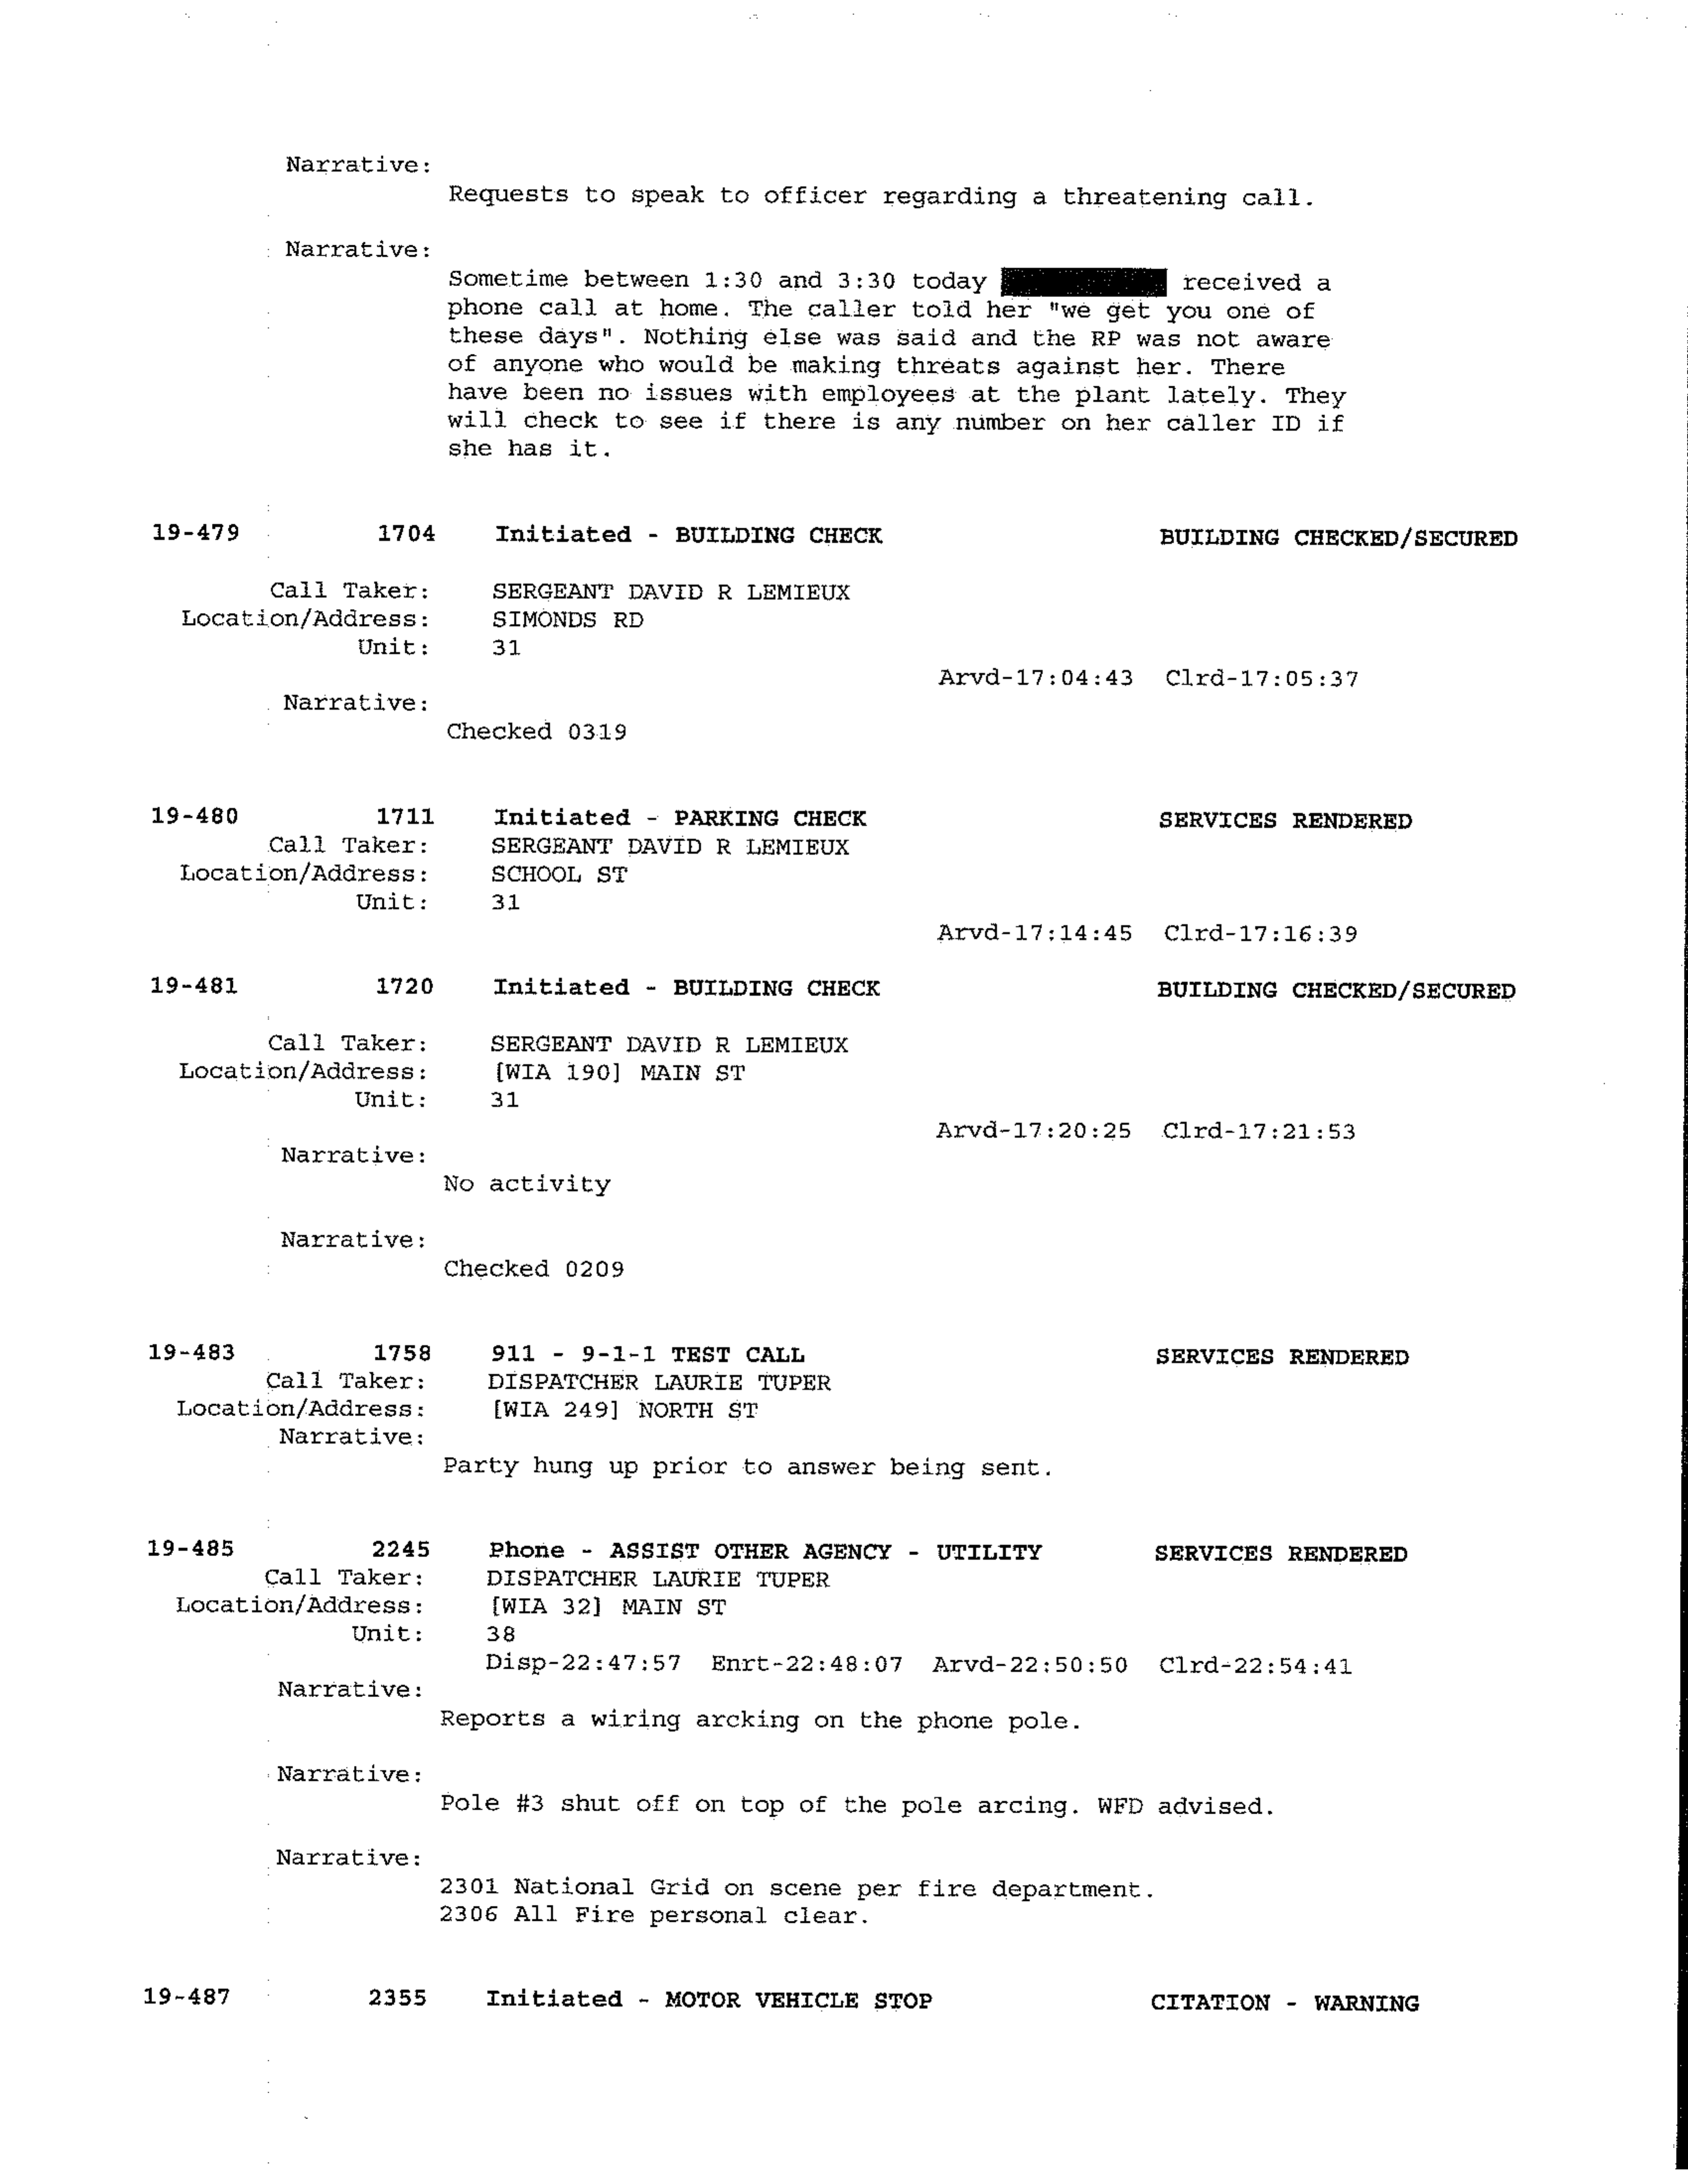 Narrative:
Requests to speak to officer regarding a threatening call.
Narrative:
Sometime between 1:30 and 3:30 today received a
phone call at home. The caller told her "we get you one of
these days". Nothing else was said and the RP was not aware
of anyone who would be making threats against her. There
have been no issues with employees at the plant lately. They
will check to see if there is any number on her caller ID if
she has it.
19-479 1704 Initiated - BUILDING CHECK BUILDING CHECKED/SECURED
Call Taker: SERGEANT DAVID R LEMIEUX
Location/Address: SIMONDS RD
Unit: 31
Arvd-17:04:43 Clrd-17:05:37
Narrative:
Checked 0319
19-480 1711 Initiated - PARKING CHECK SERVICES RENDERED
Call Taker: SERGEANT DAVID R LEMIEUX
Location/Address: SCHOOL ST
Unit: 31
Arvd-17:14:45 Clrd-17:16:39
19-481 1720 Initiated - BUILDING CHECK BUILDING CHECKED/SECURED
Call Taker: SERGEANT DAVID R LEMIEUX
Location/Address: [WIA 190] MAIN ST
Unit: 31
Arvd-17:20:25 Clrd-17:21:53
Narrative:
No activity
Narrative:
Checked 0209
19-483 1758 911 - 9-1-1 TEST CALL SERVICES RENDERED
Call Taker: DISPATCHER LAURIE TUPER
Location/Address: [WIA 249] NORTH ST
Narrative:
Party hung up prior to answer being sent.
19-485 2245 Phone - ASSIST OTHER AGENCY - UTILITY SERVICES RENDERED
Call Taker: DISPATCHER LAURIE TUPER
Location/Address: [WIA 32] MAIN ST
Unit: 38
Disp-22:47:57 Enrt-22:48:07 Arvd-22:50:50 Clrd-22:54:41
Narrative:
Reports a wiring arcking on the phone pole.
Narrative:
Pole #3 shut off on top of the pole arcing. WFD advised.
Narrative:
2301 National Grid on scene per fire department.
2306 All Fire personal clear.
19-487 2355 Initiated - MOTOR VEHICLE STOP CITATION - WARNING